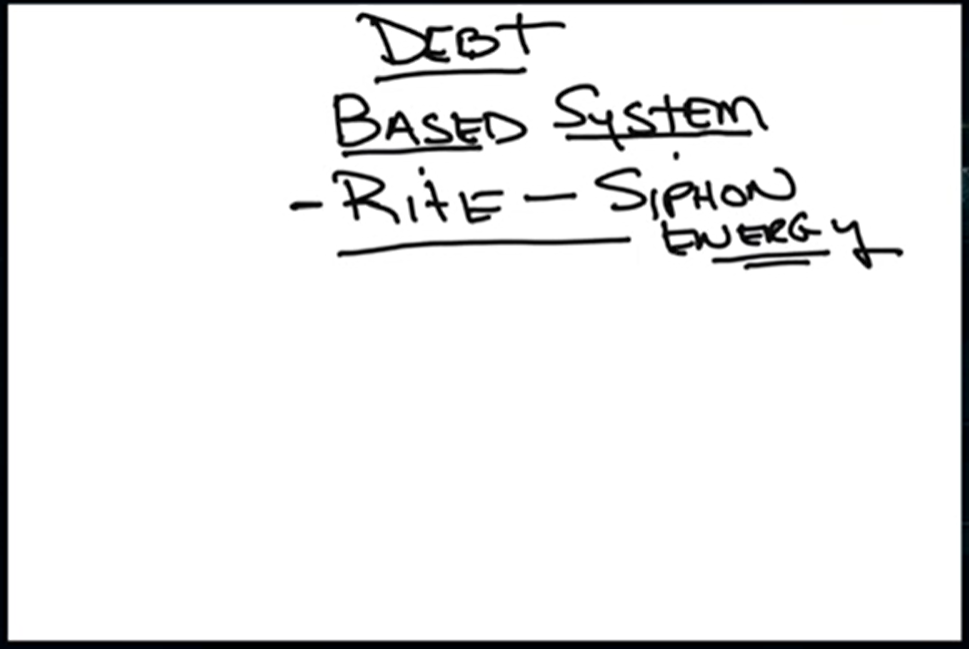 DEBT
BASED SYSTEM
- RITE — SIPHON
ENERGY